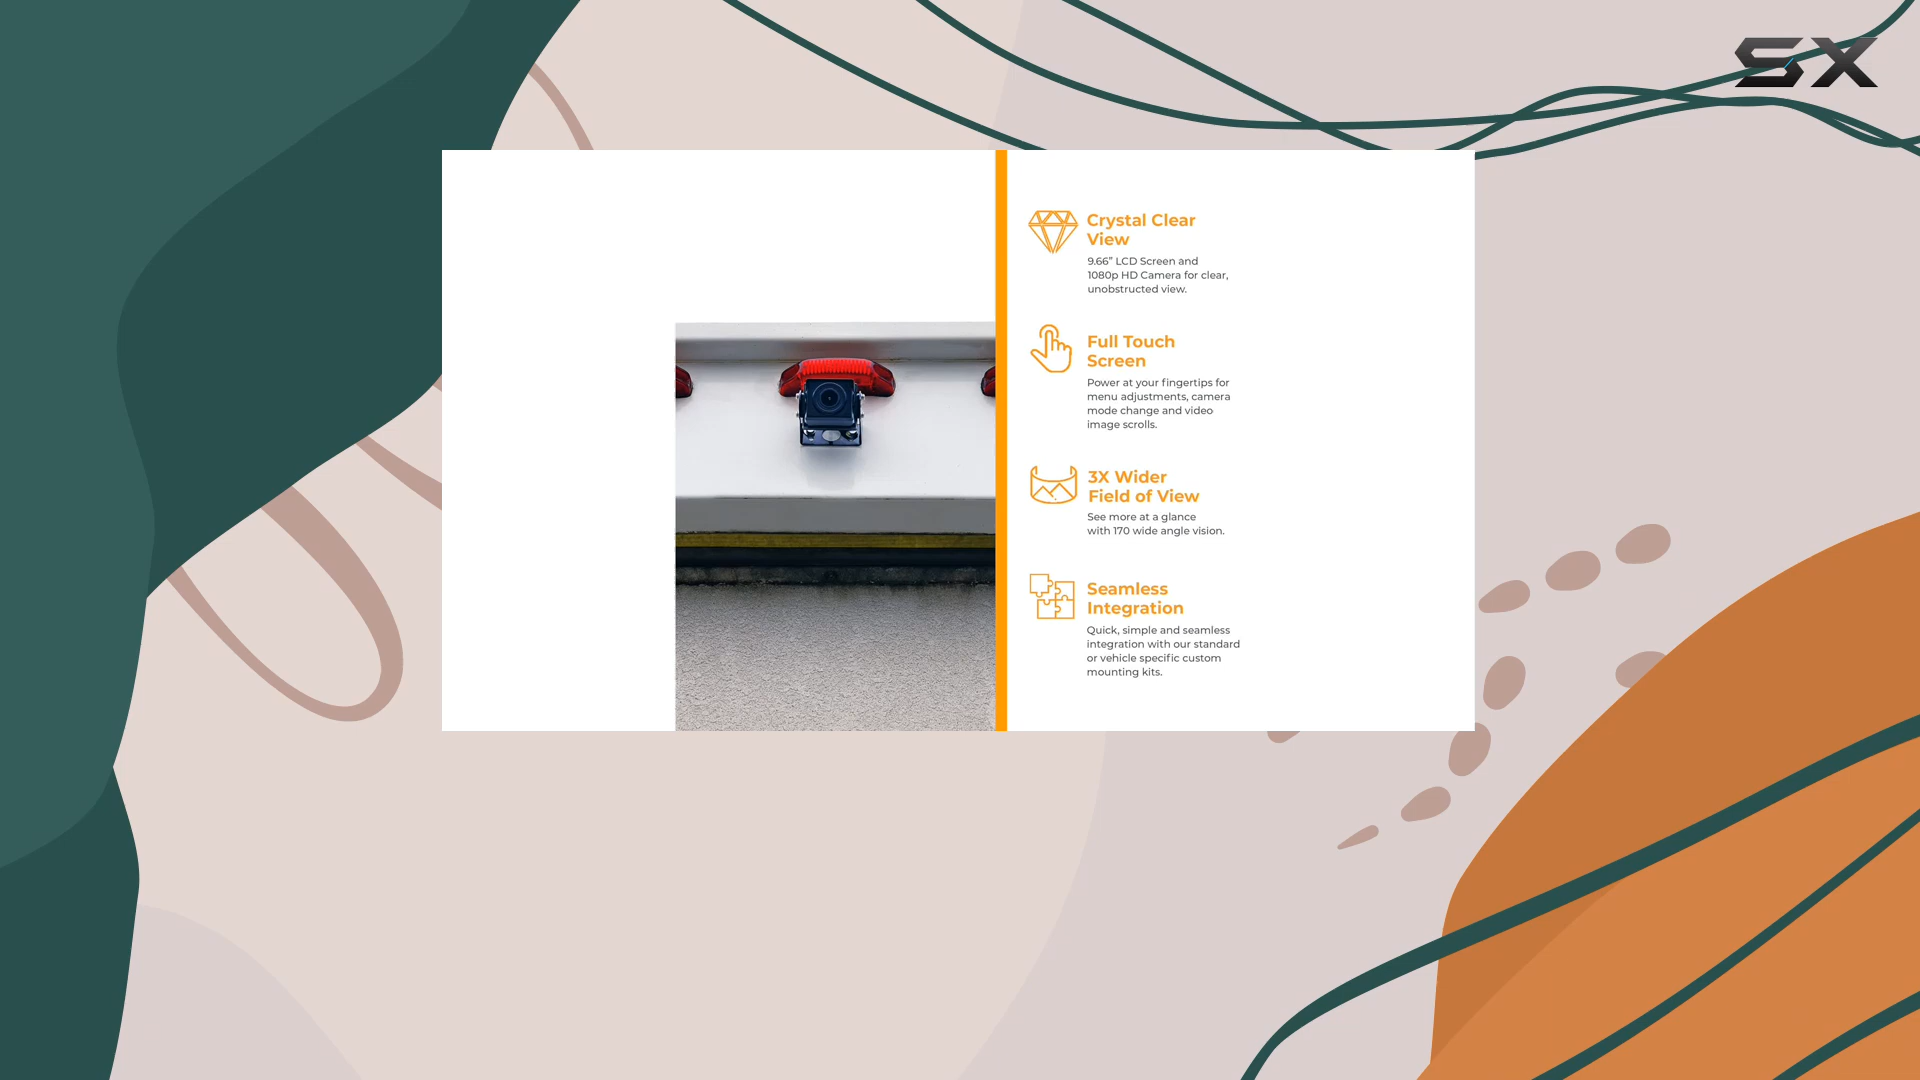 SX
Crystal Clear
View
9.66” LCD Screen and
1080p HD Camera for clear,
unobstructed view.
Full Touch
Screen
Power at your fingertips for
menu adjustments, camera
mode change and video
image scrolls.
3X Wider
Field of View
See more at a glance
with 170 wide angle vision.
Seamless
Integration
Quick, simple and seamless
integration with our standard
or vehicle specific custom
mounting kits.